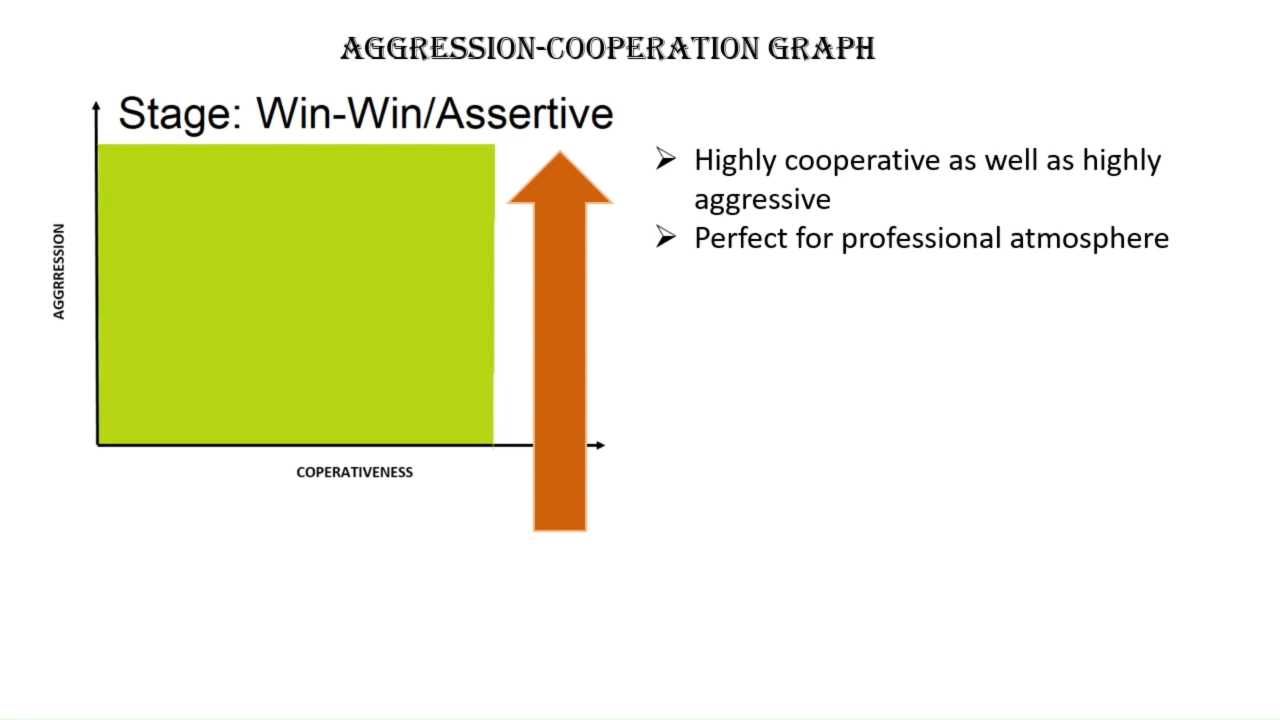 AGGRESSION-COOPERATION GRAPH
Stage: Win-Win/Assertive
AGGRRESSION
COPERATIVENESS
➢ Highly cooperative as well as highly
aggressive
➢ Perfect for professional atmosphere